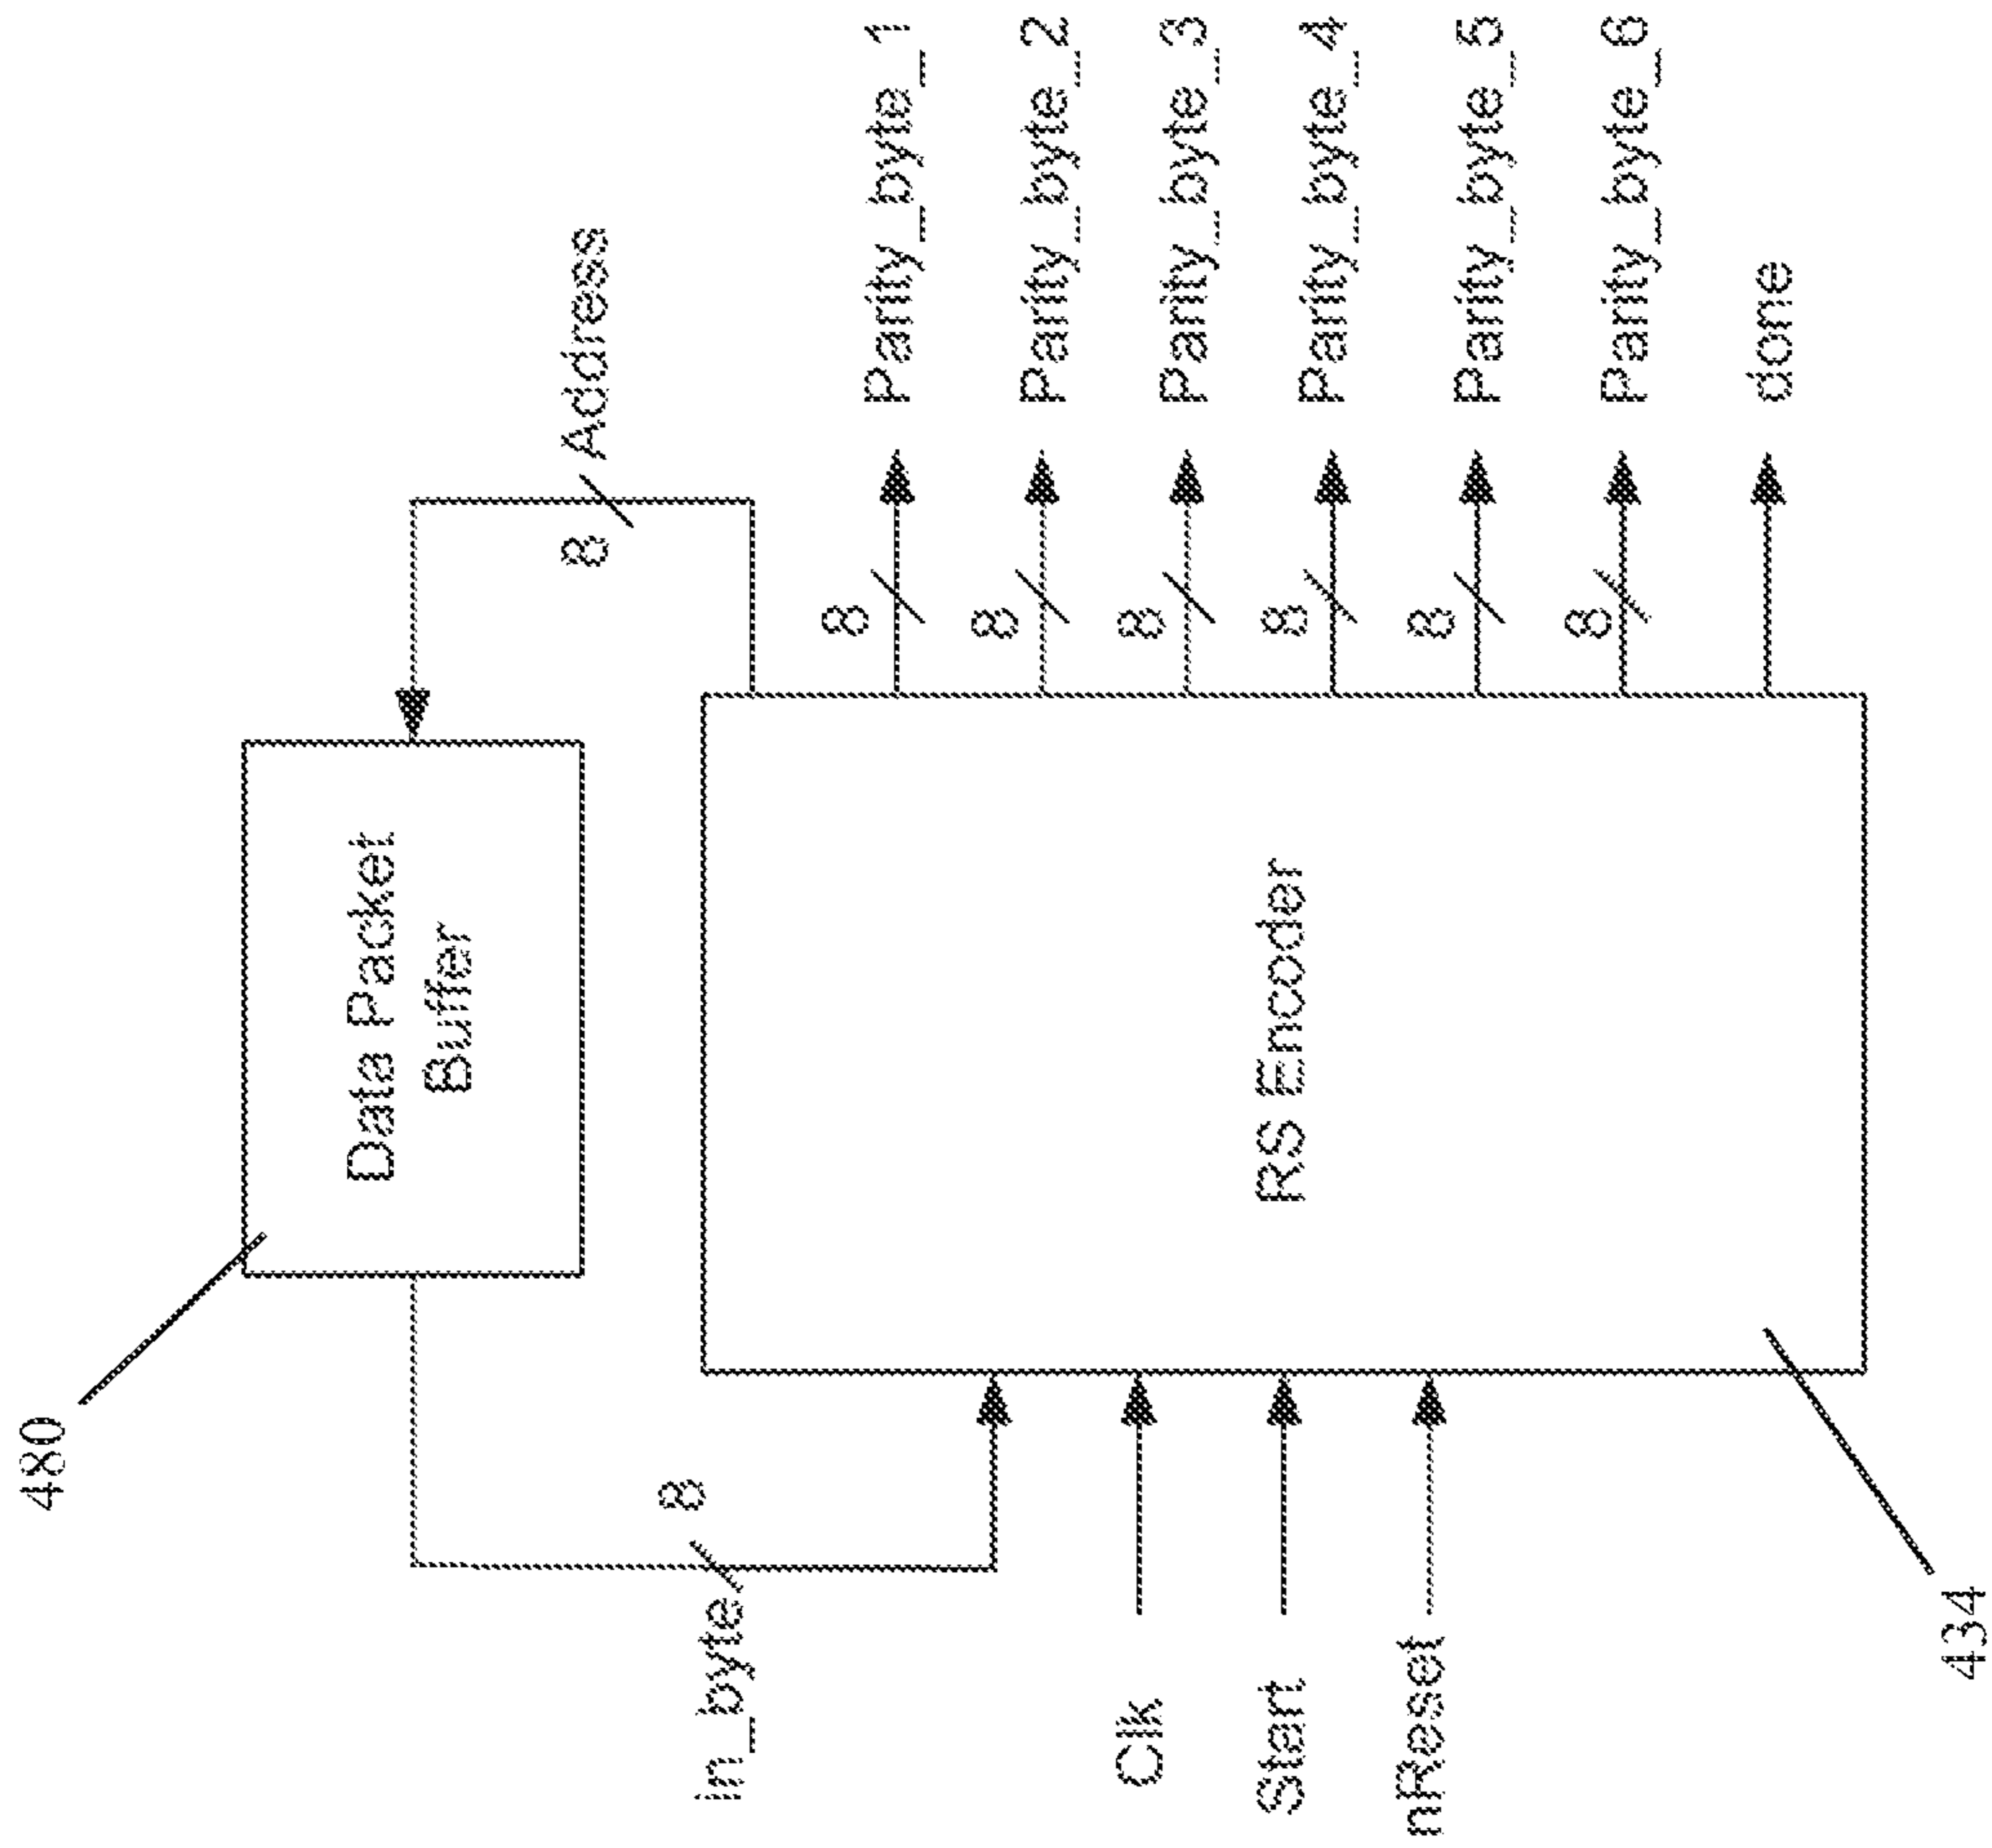 480
Data Packet
Buffer
8
Address
In_byte
8
Clk
Start
nReset
RS Encoder
8
Parity_byte_1
8
Parity_byte_2
8
Parity_byte_3
8
Parity_byte_4
8
Parity_byte_5
8
Parity_byte_6
done
434